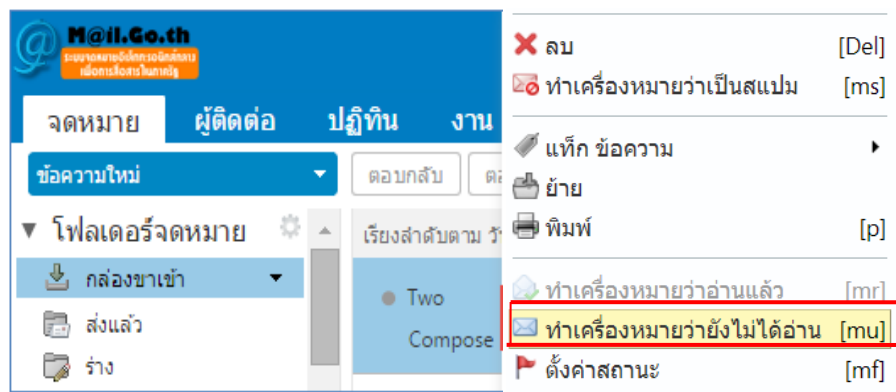 M@il.Go.th
ระบบจดหมายอิเล็กทรอนิกส์กลาง
เพื่อการสื่อสารในภาครัฐ
จดหมาย ผู้ติดต่อ ปฏิทิน งาน
ข้อความใหม่ ตอบกลับ
โฟลเดอร์จดหมาย เรียงลำดับตาม
กล่องขาเข้า
Two
ส่งแล้ว
Compose
ร่าง
ลบ [Del]
ทำเครื่องหมายว่าเป็นสแปม [ms]
แท็ก ข้อความ
ย้าย
พิมพ์ [p]
ทำเครื่องหมายว่าอ่านแล้ว [mr]
ทำเครื่องหมายว่ายังไม่ได้อ่าน [mu]
ตั้งค่าสถานะ [mf]